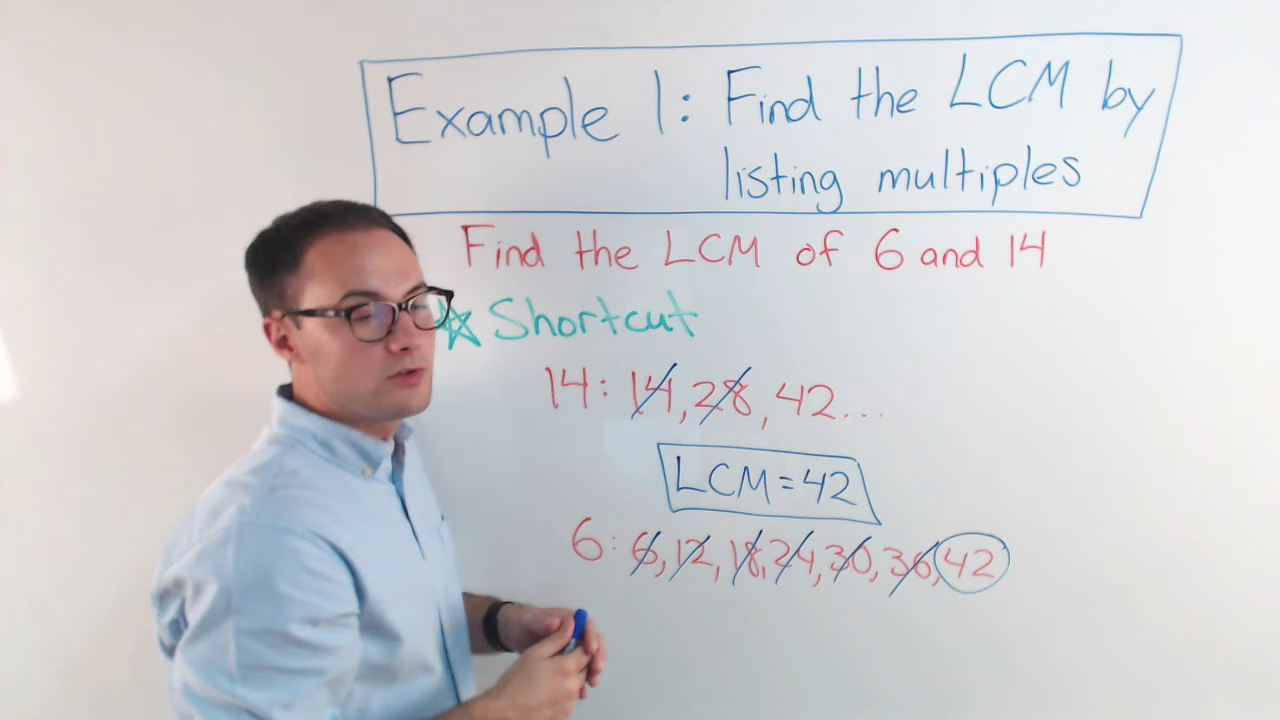 Example 1: Find the LCM by
listing multiples
Find the LCM of 6 and 14
☆ Shortcut
14: 14, 28, 42...
LCM = 42
6: 6, 12, 18, 24, 30, 36, 42